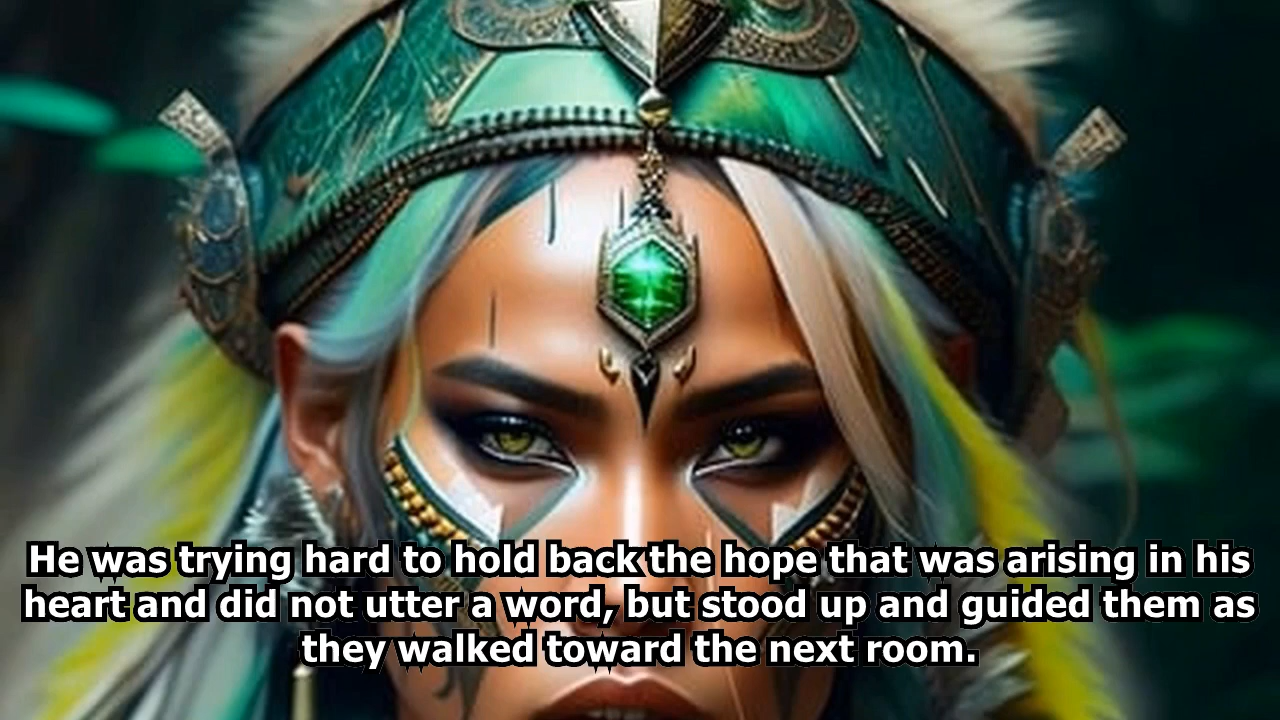 He was trying hard to hold back the hope that was arising in his
heart and did not utter a word, but stood up and guided them as
they walked toward the next room.